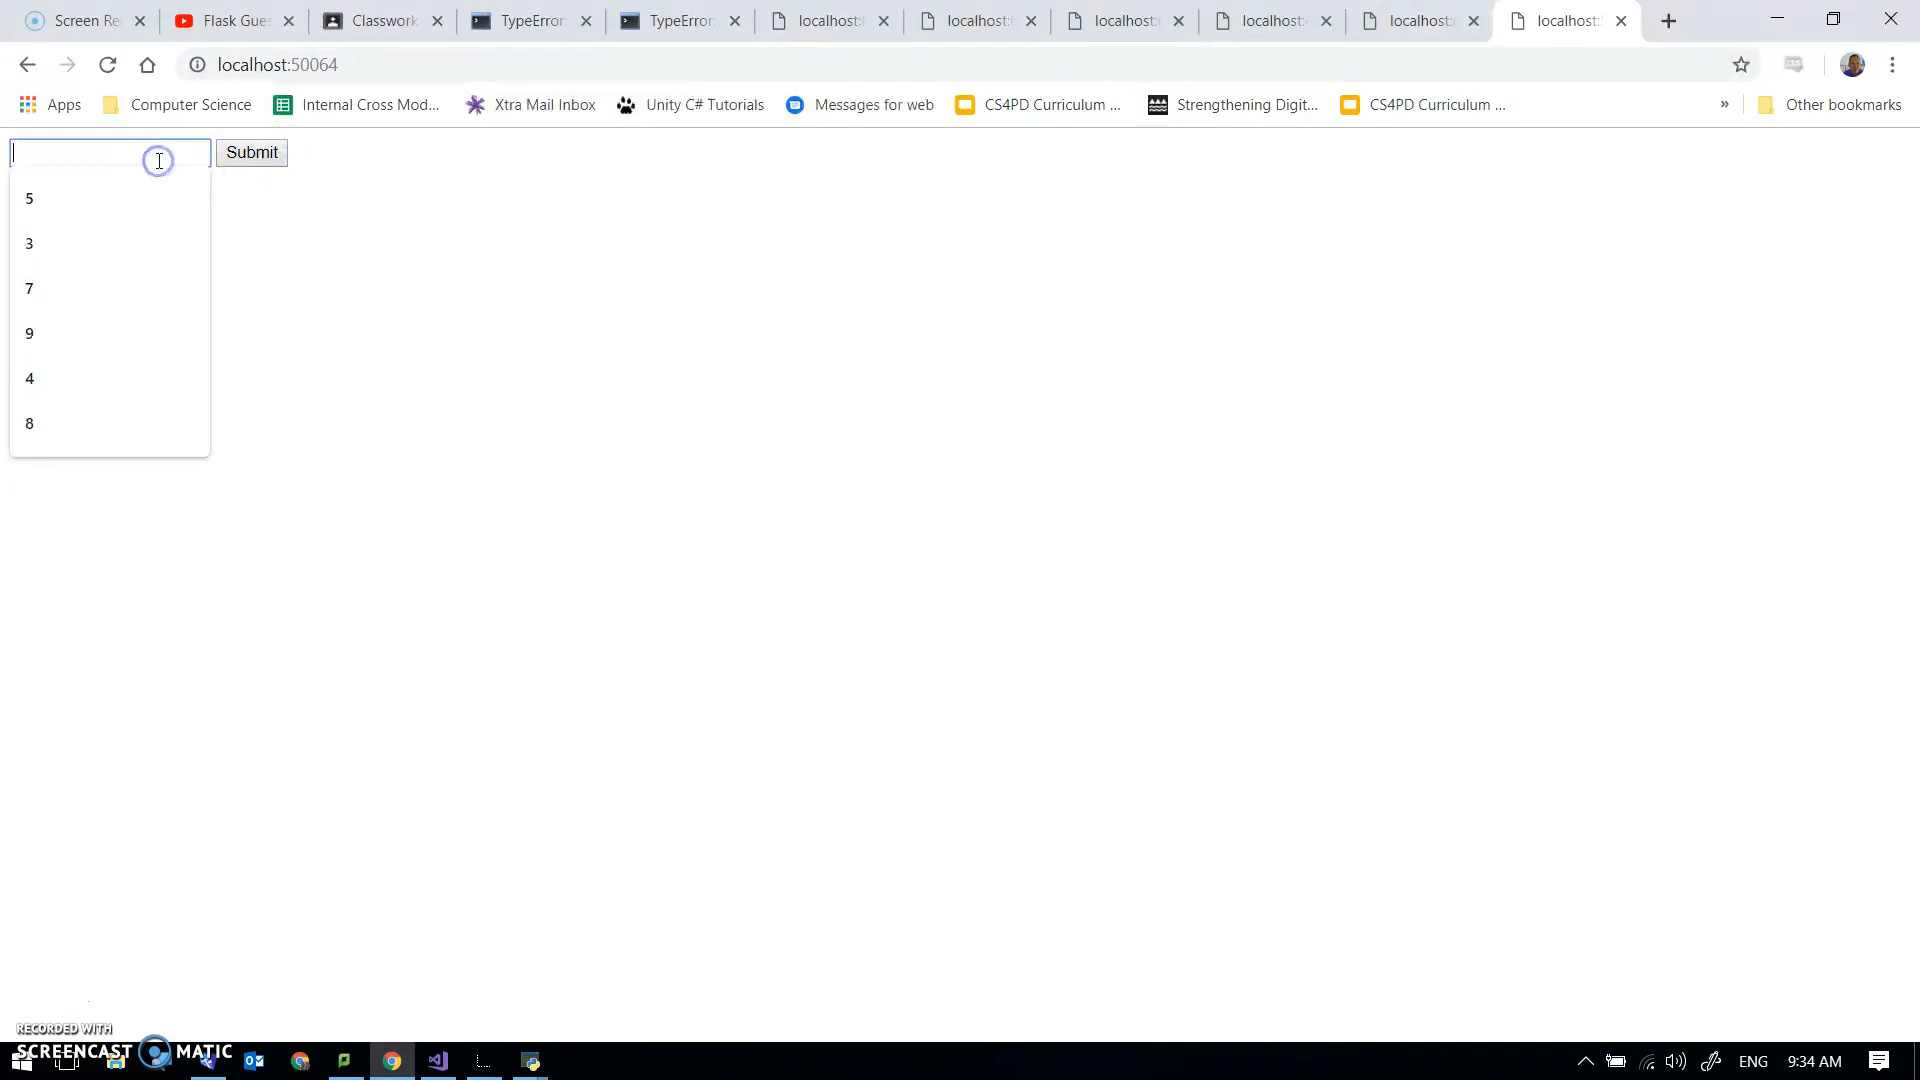 Screen Re
Flask Gues
Classwork
TypeError:
TypeError:
localhost:
localhost:
localhost:
localhost:
localhost:
localhost:
localhost:50064
Apps
Computer Science
Internal Cross Mod...
Xtra Mail Inbox
Unity C# Tutorials
Messages for web
CS4PD Curriculum ...
Strengthening Digit...
CS4PD Curriculum ...
»
Other bookmarks
Submit
5
3
7
9
4
8
RECORDED WITH
SCREENCAST MATIC
ENG
9:34 AM